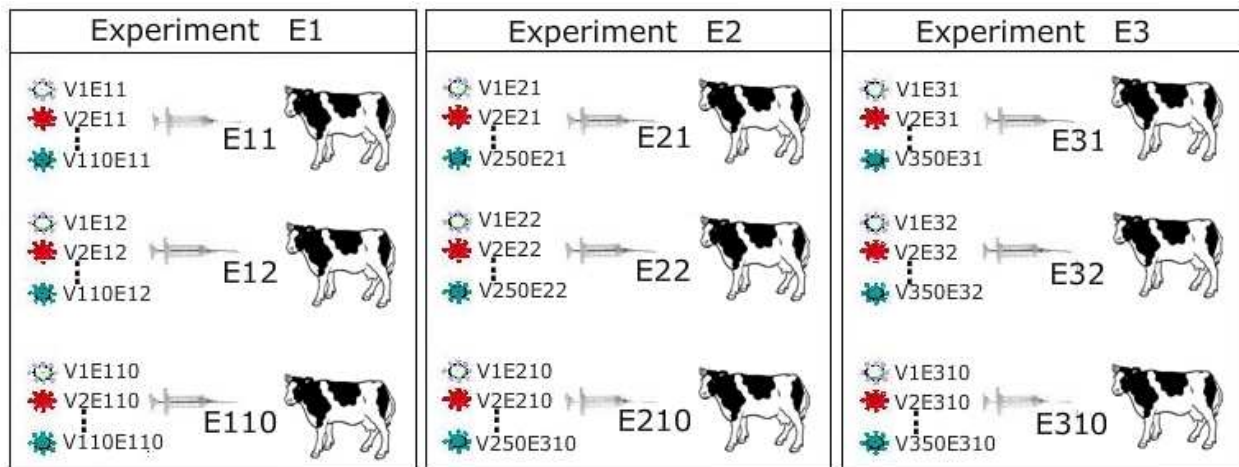 Experiment E1
V1E11
V2E11
V110E11
E11
V1E12
V2E12
V110E12
E12
V1E110
V2E110
V110E110
E110
Experiment E2
V1E21
V2E21
V250E21
E21
V1E22
V2E22
V250E22
E22
V1E210
V2E210
V250E310
E210
Experiment E3
V1E31
V2E31
V350E31
E31
V1E32
V2E32
V350E32
E32
V1E310
V2E310
V350E310
E310